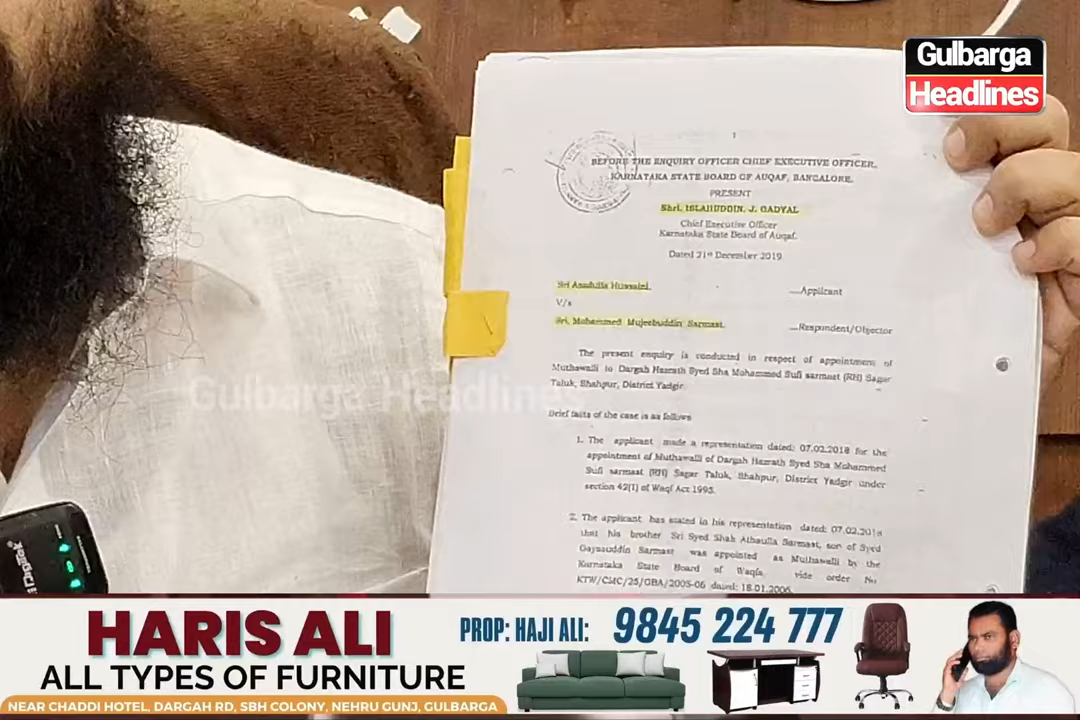 Gulbarga
Headlines
1
BEFORE THE ENQUIRY OFFICER CHIEF EXECUTIVE OFFICER,
KARNATAKA STATE BOARD OF AUQAF, BANGALORE.
PRESENT
Shri. ISLAHUDDIN. J. GADYAL
Chief Executive Officer
Karnataka State Board of Auqaf.
Dated 21st December 2019
Sri Asadulla Hussaini. ...Applicant
V/s
Sri. Mohammed Mujeebuddin Sarmast. ...Respondent/Objector
The present enquiry is conducted in respect of appointment of
Muthawalli to Dargah Hazrath Syed Sha Mohammed Sufi sarmast (RH) Sagar
Taluk, Shahpur, District Yadgir.
Brief facts of the case is as follows
1. The applicant made a representation dated: 07.02.2018 for the
appointment of Muthawalli of Dargah Hazrath Syed Sha Mohammed
Sufi sarmast (RH) Sagar Taluk, Shahpur, District Yadgir under
section 42(1) of Waqf Act 1995.
2. The applicant has stated in his representation dated: 07.02.2018
that his brother Sri Syed Shah Athaulla Sarmast, son of Syed
Gaysuddin Sarmast was appointed as Muthawalli by the
Karnataka State Board of Waqfs, vide order No
KTW/CMC/25/GBA/2005-06 dated: 18.01.2006.
Gulbarga Headlines
HARIS ALI
ALL TYPES OF FURNITURE
NEAR CHADDI HOTEL, DARGAH RD, SBH COLONY, NEHRU GUNJ, GULBARGA
PROP: HAJI ALI: 9845 224 777